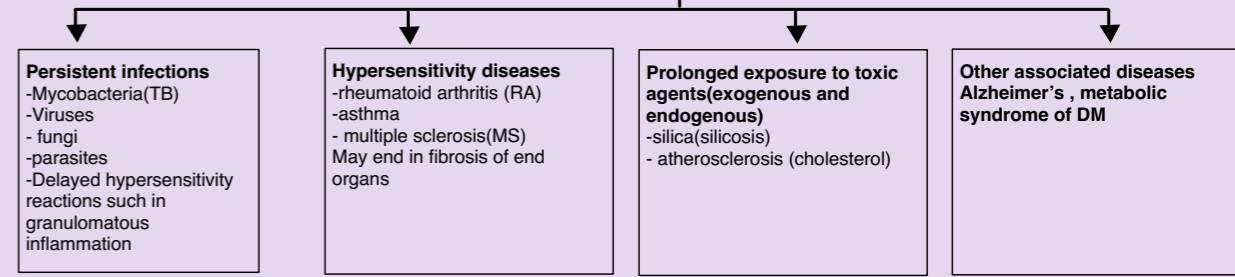 Persistent infections
-Mycobacteria(TB)
-Viruses
- fungi
-parasites
-Delayed hypersensitivity
reactions such in
granulomatous
inflammation
Hypersensitivity diseases
-rheumatoid arthritis (RA)
-asthma
- multiple sclerosis(MS)
May end in fibrosis of end
organs
Prolonged exposure to toxic
agents(exogenous and
endogenous)
-silica(silicosis)
- atherosclerosis (cholesterol)
Other associated diseases
Alzheimer's , metabolic
syndrome of DM